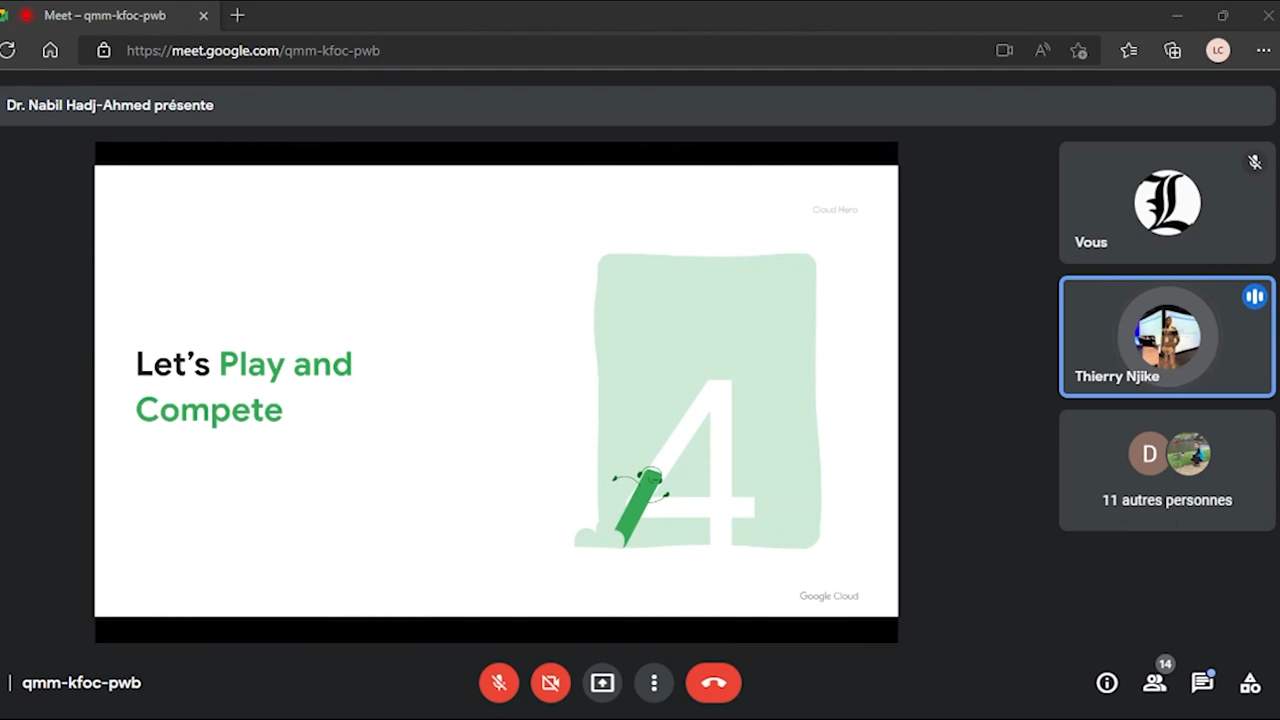 Meet – qmm-kfoc-pwb
https://meet.google.com/qmm-kfoc-pwb
LC
Dr. Nabil Hadj-Ahmed présente
Cloud Hero
Let's Play and
Compete
4
Google Cloud
L
Vous
Thierry Njike
D
11 autres personnes
qmm-kfoc-pwb
14